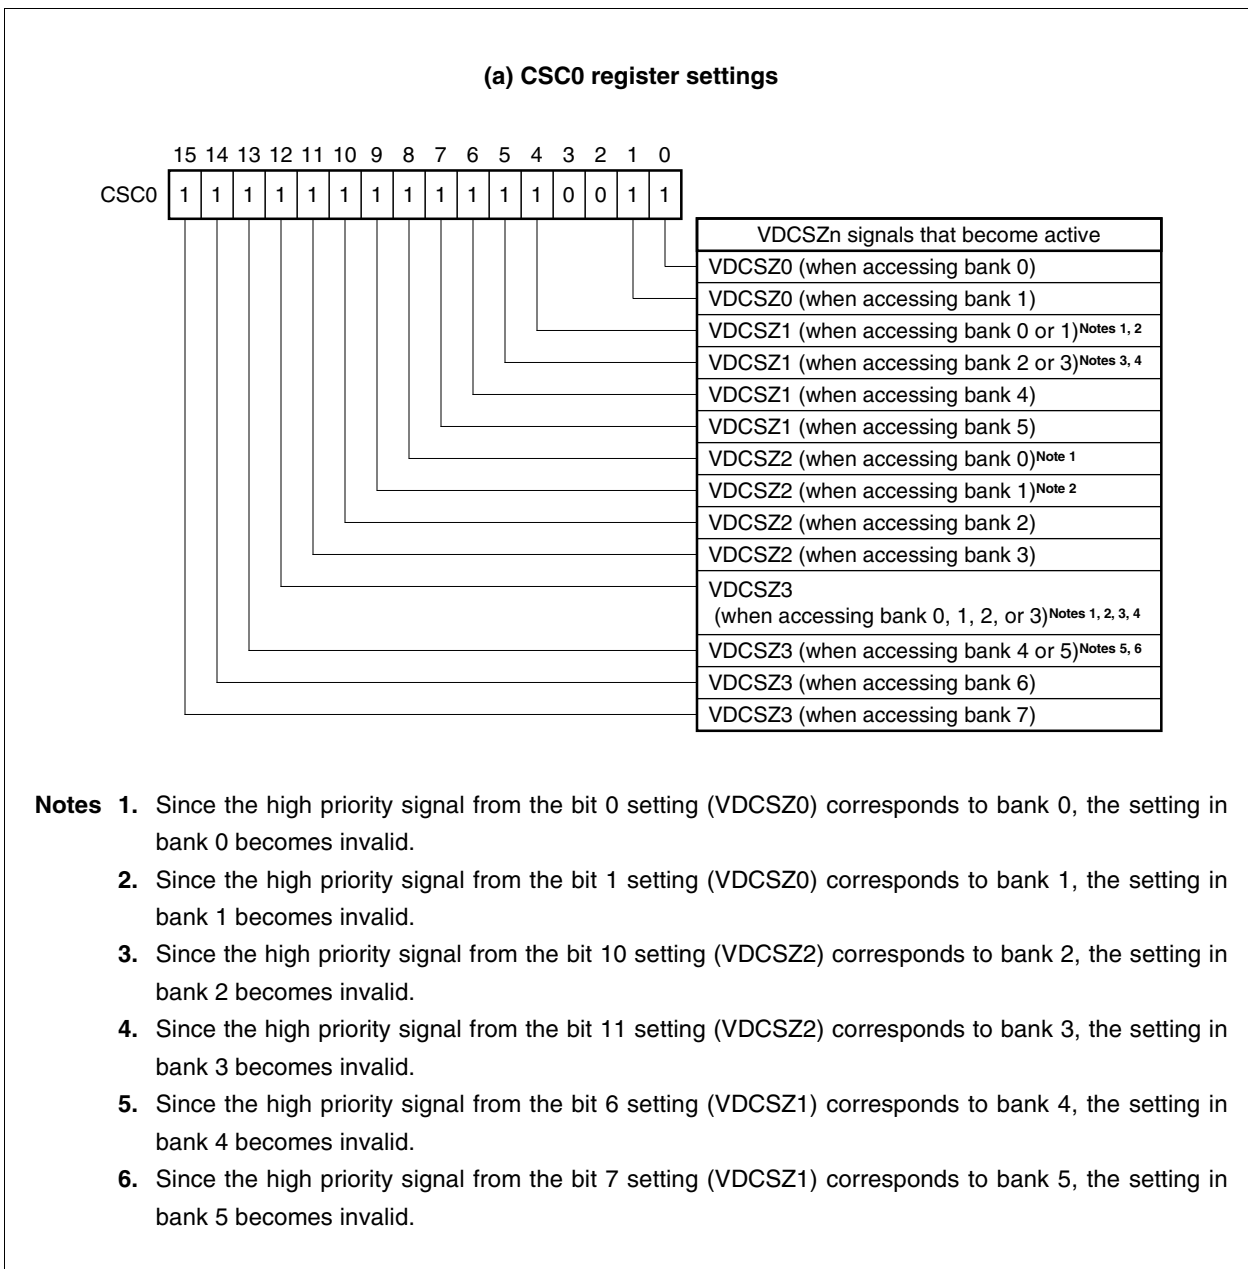 (a) CSC0 register settings
15 14 13 12 11 10 9 8 7 6 5 4 3 2 1 0
CSC0 1 1 1 1 1 1 1 1 1 1 1 1 0 0 1 1
VDCSZn signals that become active
VDCSZ0 (when accessing bank 0)
VDCSZ0 (when accessing bank 1)
VDCSZ1 (when accessing bank 0 or 1)Notes 1, 2
VDCSZ1 (when accessing bank 2 or 3)Notes 3, 4
VDCSZ1 (when accessing bank 4)
VDCSZ1 (when accessing bank 5)
VDCSZ2 (when accessing bank 0)Note 1
VDCSZ2 (when accessing bank 1)Note 2
VDCSZ2 (when accessing bank 2)
VDCSZ2 (when accessing bank 3)
VDCSZ3
(when accessing bank 0, 1, 2, or 3)Notes 1, 2, 3, 4
VDCSZ3 (when accessing bank 4 or 5)Notes 5, 6
VDCSZ3 (when accessing bank 6)
VDCSZ3 (when accessing bank 7)
Notes 1. Since the high priority signal from the bit 0 setting (VDCSZ0) corresponds to bank 0, the setting in
bank 0 becomes invalid.
2. Since the high priority signal from the bit 1 setting (VDCSZ0) corresponds to bank 1, the setting in
bank 1 becomes invalid.
3. Since the high priority signal from the bit 10 setting (VDCSZ2) corresponds to bank 2, the setting in
bank 2 becomes invalid.
4. Since the high priority signal from the bit 11 setting (VDCSZ2) corresponds to bank 3, the setting in
bank 3 becomes invalid.
5. Since the high priority signal from the bit 6 setting (VDCSZ1) corresponds to bank 4, the setting in
bank 4 becomes invalid.
6. Since the high priority signal from the bit 7 setting (VDCSZ1) corresponds to bank 5, the setting in
bank 5 becomes invalid.